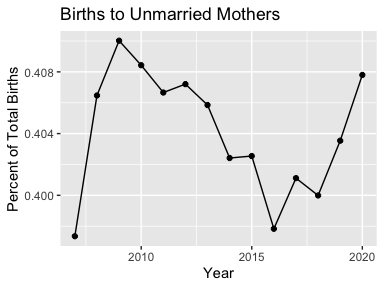 Births to Unmarried Mothers
Percent of Total Births
0.408
0.404
0.400
2010
2015
2020
Year